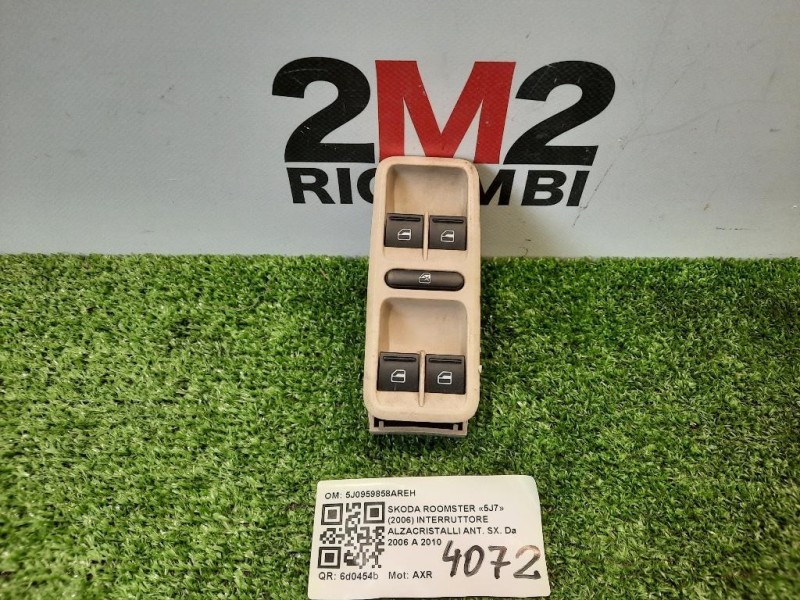 2M2
RICAMBI
OM: 5J0959858AREH
SKODA ROOMSTER «5J7»
(2006) INTERRUTTORE
ALZACRISTALLI ANT. SX. Da
2006 A 2010
QR: 6d0454b Mot: AXR
4072